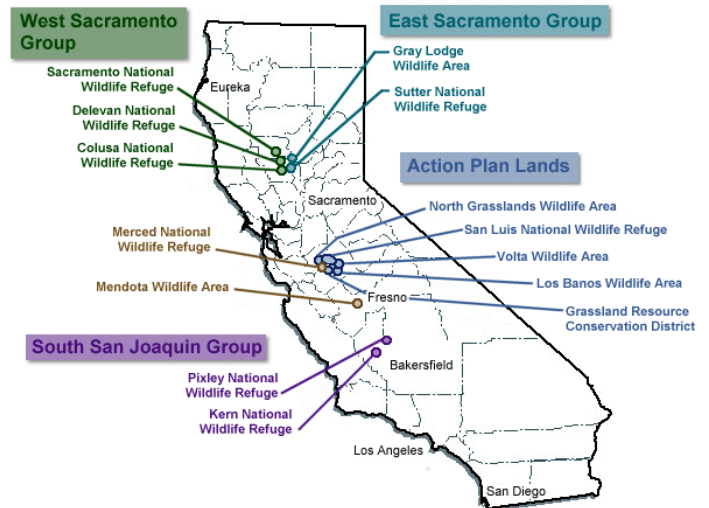 West Sacramento
Group
East Sacramento Group
Gray Lodge
Wildlife Area
Sacramento National
Wildlife Refuge
Eureka
Sutter National
Wildlife Refuge
Delevan National
Wildlife Refuge
Colusa National
Wildlife Refuge
Action Plan Lands
Sacramento
North Grasslands Wildlife Area
San Luis National Wildlife Refuge
Merced National
Wildlife Refuge
Volta Wildlife Area
Los Banos Wildlife Area
Mendota Wildlife Area
Fresno
Grassland Resource
Conservation District
South San Joaquin Group
Bakersfield
Pixley National
Wildlife Refuge
Kern National
Wildlife Refuge
Los Angeles
San Diego